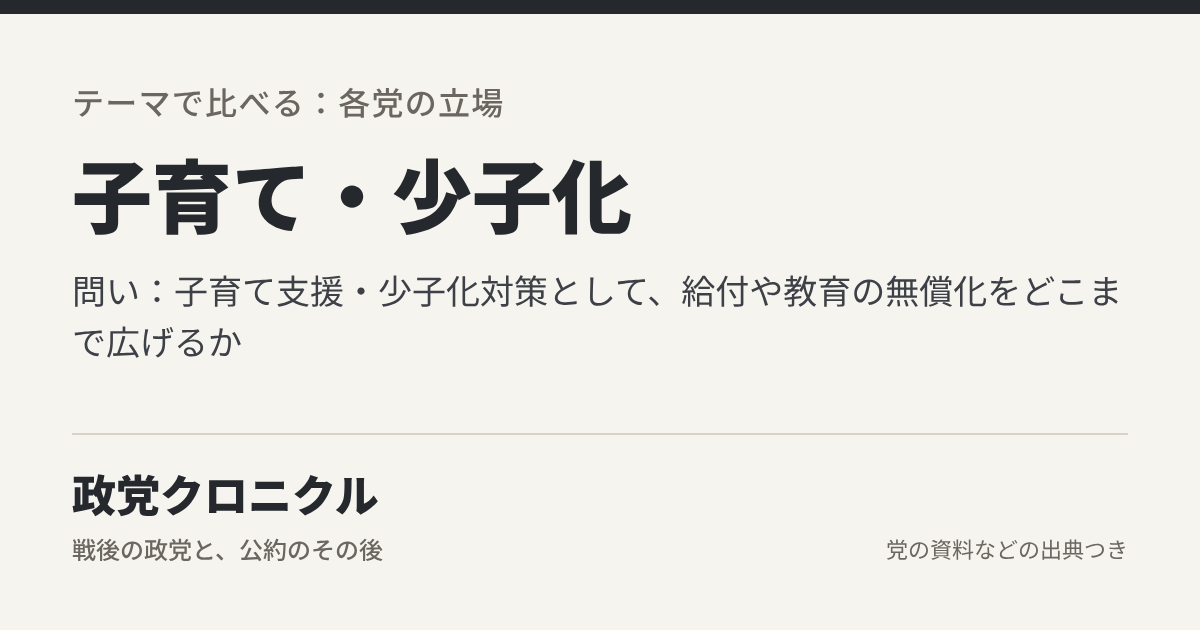 テーマで比べる：各党の立場
子育て・少子化
問い：子育て支援・少子化対策として、給付や教育の無償化をどこま
で広げるか
政党クロニクル
戦後の政党と、公約のその後
党の資料などの出典つき